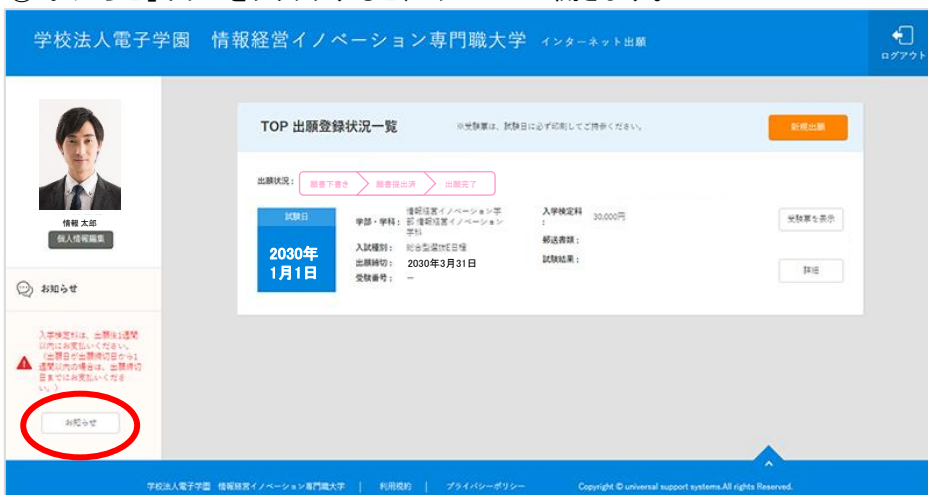 学校法人電子学園 情報経営イノベーション専門職大学 インターネット出願
ログアウト
TOP 出願登録状況一覧
※受験票は、試験日に必ず印刷してご持参ください。
新規出願
出願状況：
願書下書き
願書提出済
出願完了
情報 太郎
個人情報編集
お知らせ
入学検定料は、出願後1週間
以内にお支払いください。
（出願日が出願締切日から1
週間以内の場合は、出願締切
日までにお支払いくださ
い。）
お知らせ
試験日
2030年
1月1日
学部・学科：
情報経営イノベーション学
部 情報経営イノベーション
学科
入試種別：
総合型選抜E日程
出願締切： 2030年3月31日
受験番号： －
入学検定料
：
30,000円
郵送書類：
試験結果：
受験票を表示
詳細
学校法人電子学園 情報経営イノベーション専門職大学 | 利用規約 | プライバシーポリシー Copyright © universal support systems.All rights Reserved.